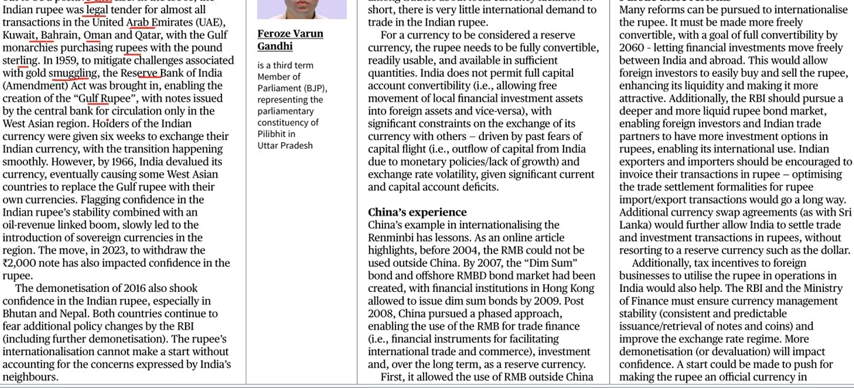 Indian rupee was legal tender for almost all
transactions in the United Arab Emirates (UAE),
Kuwait, Bahrain, Oman and Qatar, with the Gulf
monarchies purchasing rupees with the pound
sterling. In 1959, to mitigate challenges associated
with gold smuggling, the Reserve Bank of India
(Amendment) Act was brought in, enabling the
creation of the “Gulf Rupee”, with notes issued
by the central bank for circulation only in the
West Asian region. Holders of the Indian
currency were given six weeks to exchange their
Indian currency, with the transition happening
smoothly. However, by 1966, India devalued its
currency, eventually causing some West Asian
countries to replace the Gulf rupee with their
own currencies. Flagging confidence in the
Indian rupee’s stability combined with an
oil-revenue linked boom, slowly led to the
introduction of sovereign currencies in the
region. The move, in 2023, to withdraw the
₹2,000 note has also impacted confidence in the
rupee.
The demonetisation of 2016 also shook
confidence in the Indian rupee, especially in
Bhutan and Nepal. Both countries continue to
fear additional policy changes by the RBI
(including further demonetisation). The rupee’s
internationalisation cannot make a start without
accounting for the concerns expressed by India’s
neighbours.
Feroze Varun
Gandhi
is a third term
Member of
Parliament (BJP),
representing the
parliamentary
constituency of
Pilibhit in
Uttar Pradesh
short, there is very little international demand to
trade in the Indian rupee.
For a currency to be considered a reserve
currency, the rupee needs to be fully convertible,
readily usable, and available in sufficient
quantities. India does not permit full capital
account convertibility (i.e., allowing free
movement of local financial investment assets
into foreign assets and vice-versa), with
significant constraints on the exchange of its
currency with others — driven by past fears of
capital flight (i.e., outflow of capital from India
due to monetary policies/lack of growth) and
exchange rate volatility, given significant current
and capital account deficits.
China’s experience
China’s example in internationalising the
Renminbi has lessons. As an online article
highlights, before 2004, the RMB could not be
used outside China. By 2007, the “Dim Sum”
bond and offshore RMBD bond market had been
created, with financial institutions in Hong Kong
allowed to issue dim sum bonds by 2009. Post
2008, China pursued a phased approach,
enabling the use of the RMB for trade finance
(i.e., financial instruments for facilitating
international trade and commerce), investment
and, over the long term, as a reserve currency.
First, it allowed the use of RMB outside China
Many reforms can be pursued to internationalise
the rupee. It must be made more freely
convertible, with a goal of full convertibility by
2060 - letting financial investments move freely
between India and abroad. This would allow
foreign investors to easily buy and sell the rupee,
enhancing its liquidity and making it more
attractive. Additionally, the RBI should pursue a
deeper and more liquid rupee bond market,
enabling foreign investors and Indian trade
partners to have more investment options in
rupees, enabling its international use. Indian
exporters and importers should be encouraged to
invoice their transactions in rupee — optimising
the trade settlement formalities for rupee
import/export transactions would go a long way.
Additional currency swap agreements (as with Sri
Lanka) would further allow India to settle trade
and investment transactions in rupees, without
resorting to a reserve currency such as the dollar.
Additionally, tax incentives to foreign
businesses to utilise the rupee in operations in
India would also help. The RBI and the Ministry
of Finance must ensure currency management
stability (consistent and predictable
issuance/retrieval of notes and coins) and
improve the exchange rate regime. More
demonetisation (or devaluation) will impact
confidence. A start could be made to push for
making the rupee an official currency in